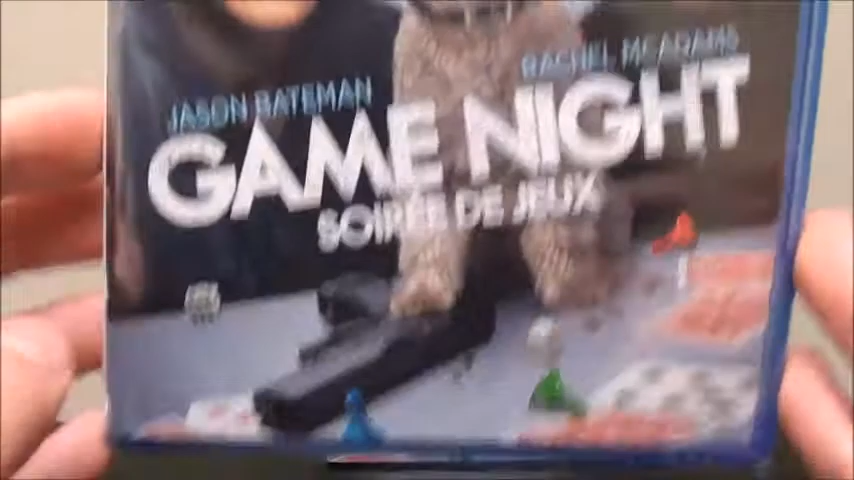 JASON BATEMAN
RACHEL MCADAMS
GAME NIGHT
SOIRÉE DE JEUX